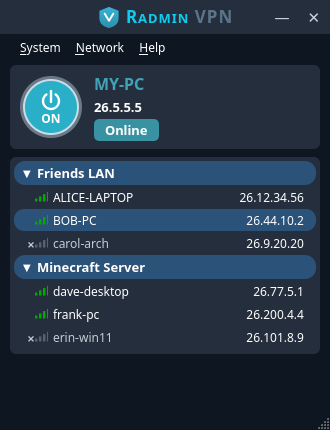 RADMIN VPN
System Network Help
MY-PC
26.5.5.5
ON
Online
▼ Friends LAN
ALICE-LAPTOP 26.12.34.56
BOB-PC 26.44.10.2
carol-arch 26.9.20.20
▼ Minecraft Server
dave-desktop 26.77.5.1
frank-pc 26.200.4.4
erin-win11 26.101.8.9